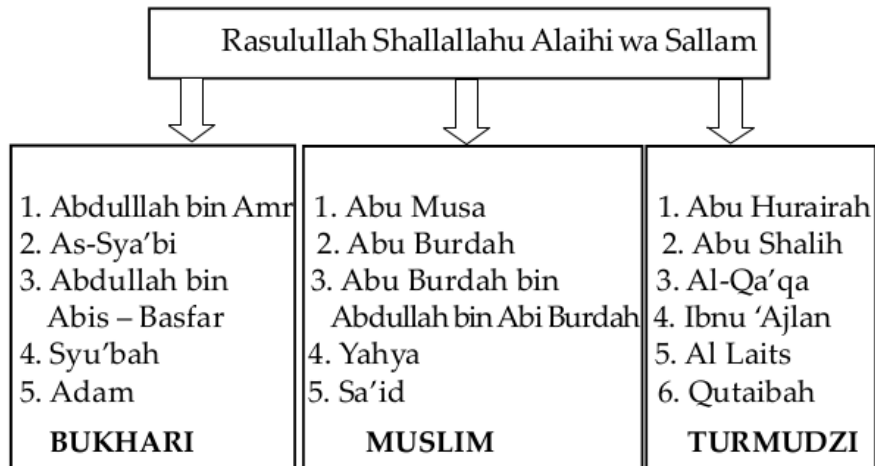 Rasulullah Shallallahu Alaihi wa Sallam
1. Abdulllah bin Amr
2. As-Sya’bi
3. Abdullah bin
Abis – Basfar
4. Syu’bah
5. Adam
BUKHARI
1. Abu Musa
2. Abu Burdah
3. Abu Burdah bin
Abdullah bin Abi Burdah
4. Yahya
5. Sa’id
MUSLIM
1. Abu Hurairah
2. Abu Shalih
3. Al-Qa’qa
4. Ibnu ‘Ajlan
5. Al Laits
6. Qutaibah
TURMUDZI